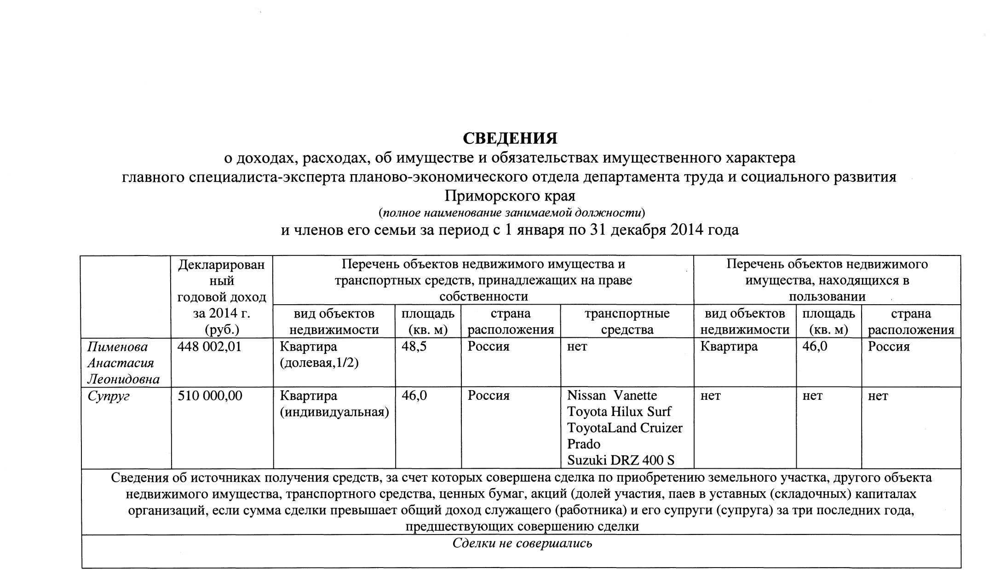 СВЕДЕНИЯ
о доходах, расходах, об имуществе и обязательствах имущественного характера
главного специалиста-эксперта планово-экономического отдела департамента труда и социального развития
Приморского края
(полное наименование занимаемой должности)
и членов его семьи за период с 1 января по 31 декабря 2014 года
Декларирован
ный
годовой доход
за 2014 г.
(руб.)
Перечень объектов недвижимого имущества и
транспортных средств, принадлежащих на праве
собственности
Перечень объектов недвижимого
имущества, находящихся в
пользовании
вид объектов
недвижимости
площадь
(кв. м)
страна
расположения
транспортные
средства
вид объектов
недвижимости
площадь
(кв. м)
страна
расположения
Пименова
Анастасия
Леонидовна
448 002,01
Квартира
(долевая,1/2)
48,5
Россия
нет
Квартира
46,0
Россия
Супруг
510 000,00
Квартира
(индивидуальная)
46,0
Россия
Nissan Vanette
Toyota Hilux Surf
ToyotaLand Cruizer
Prado
Suzuki DRZ 400 S
нет
нет
нет
Сведения об источниках получения средств, за счет которых совершена сделка по приобретению земельного участка, другого объекта
недвижимого имущества, транспортного средства, ценных бумаг, акций (долей участия, паев в уставных (складочных) капиталах
организаций, если сумма сделки превышает общий доход служащего (работника) и его супруги (супруга) за три последних года,
предшествующих совершению сделки
Сделки не совершались